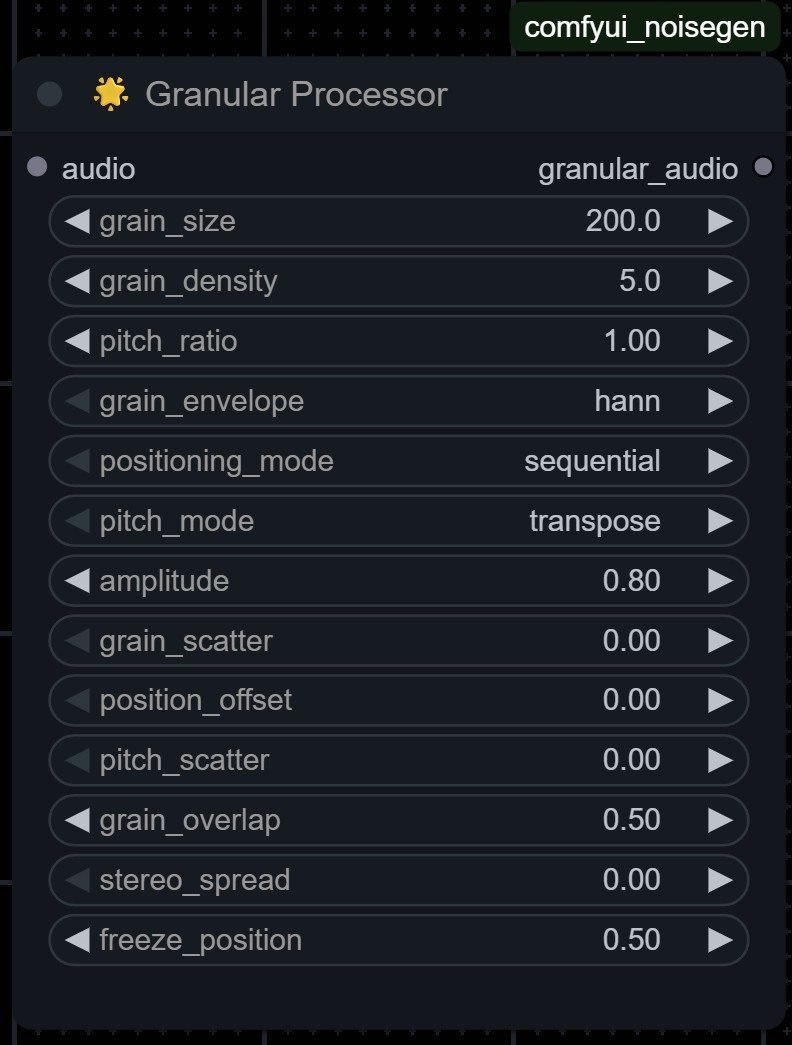 comfyui_noisegen
🌟 Granular Processor
audio granular_audio
grain_size 200.0
grain_density 5.0
pitch_ratio 1.00
grain_envelope hann
positioning_mode sequential
pitch_mode transpose
amplitude 0.80
grain_scatter 0.00
position_offset 0.00
pitch_scatter 0.00
grain_overlap 0.50
stereo_spread 0.00
freeze_position 0.50